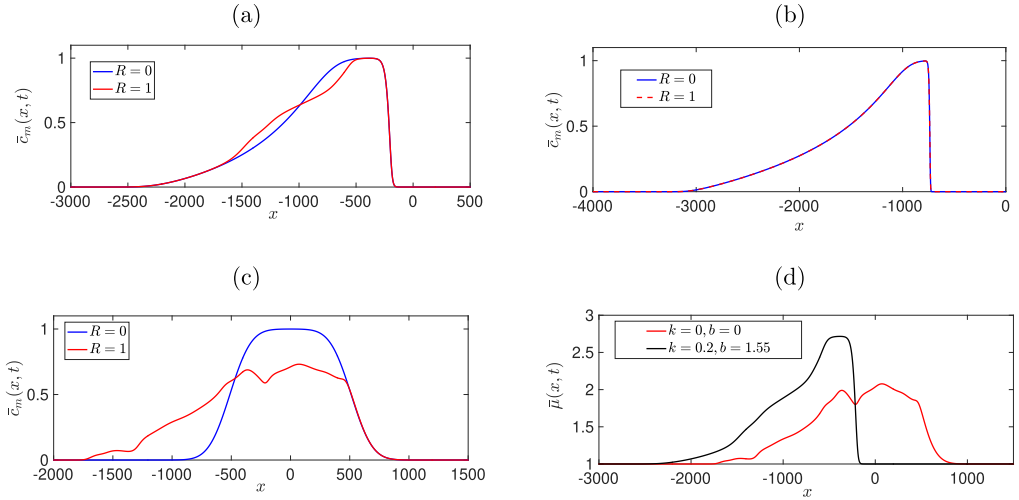 (a)
(b)
c̄m(x, t)
1
0.5
0
R = 0
R = 1
-3000 -2500 -2000 -1500 -1000 -500 0 500
x
c̄m(x, t)
1
0.5
0
R = 0
R = 1
-4000 -3000 -2000 -1000 0
x
(c)
(d)
c̄m(x, t)
1
0.5
0
R = 0
R = 1
-2000 -1500 -1000 -500 0 500 1000 1500
x
μ̄(x, t)
3
2.5
2
1.5
1
k = 0, b = 0
k = 0.2, b = 1.55
-3000 -2000 -1000 0 1000
x